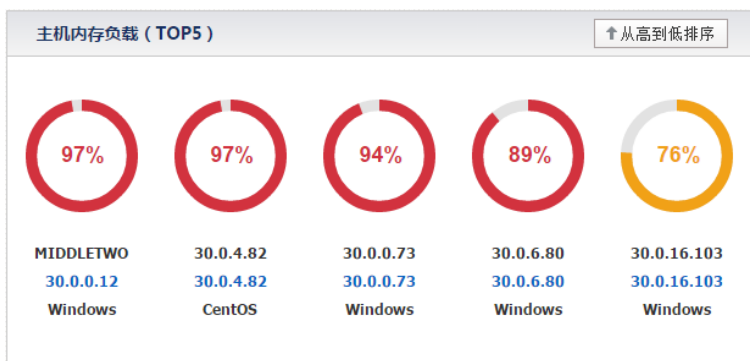 主机内存负载（TOP5）
从高到低排序
97% 97% 94% 89% 76%
MIDDLETWO 30.0.4.82 30.0.0.73 30.0.6.80 30.0.16.103
30.0.0.12 30.0.4.82 30.0.0.73 30.0.6.80 30.0.16.103
Windows CentOS Windows Windows Windows